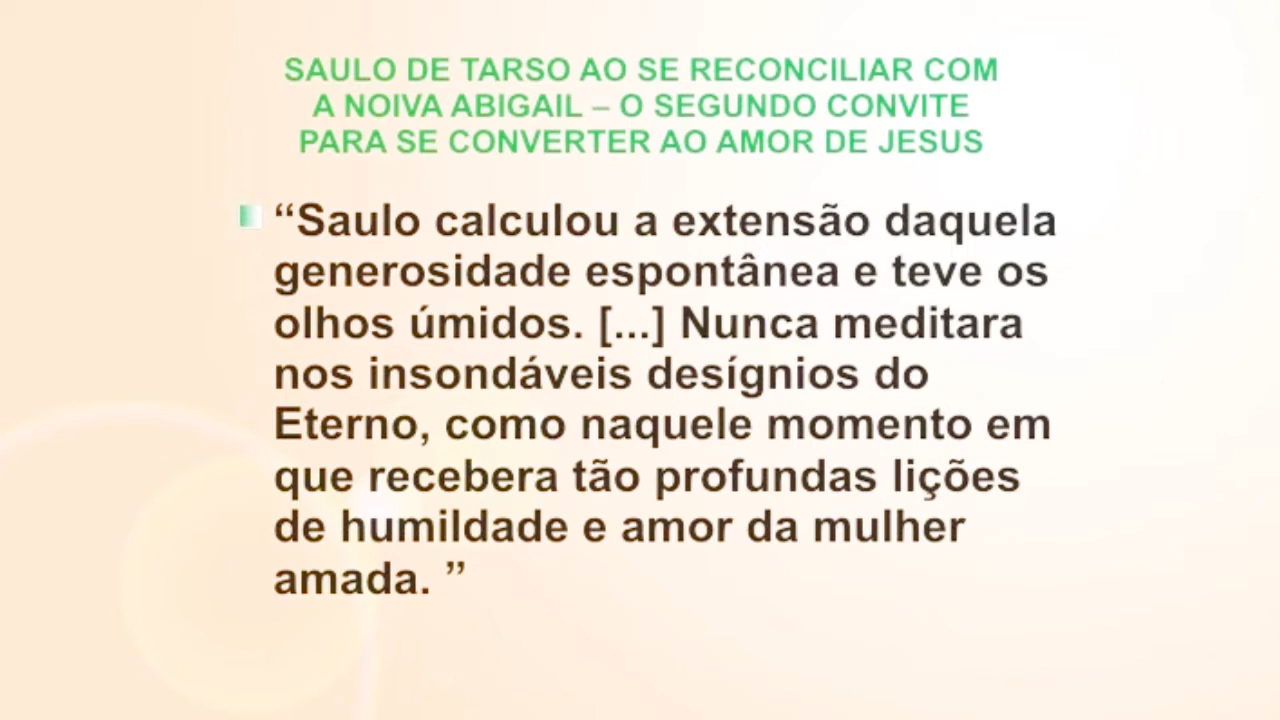 SAULO DE TARSO AO SE RECONCILIAR COM
A NOIVA ABIGAIL – O SEGUNDO CONVITE
PARA SE CONVERTER AO AMOR DE JESUS
“Saulo calculou a extensão daquela
generosidade espontânea e teve os
olhos úmidos. [...] Nunca meditara
nos insondáveis desígnios do
Eterno, como naquele momento em
que recebera tão profundas lições
de humildade e amor da mulher
amada. ”